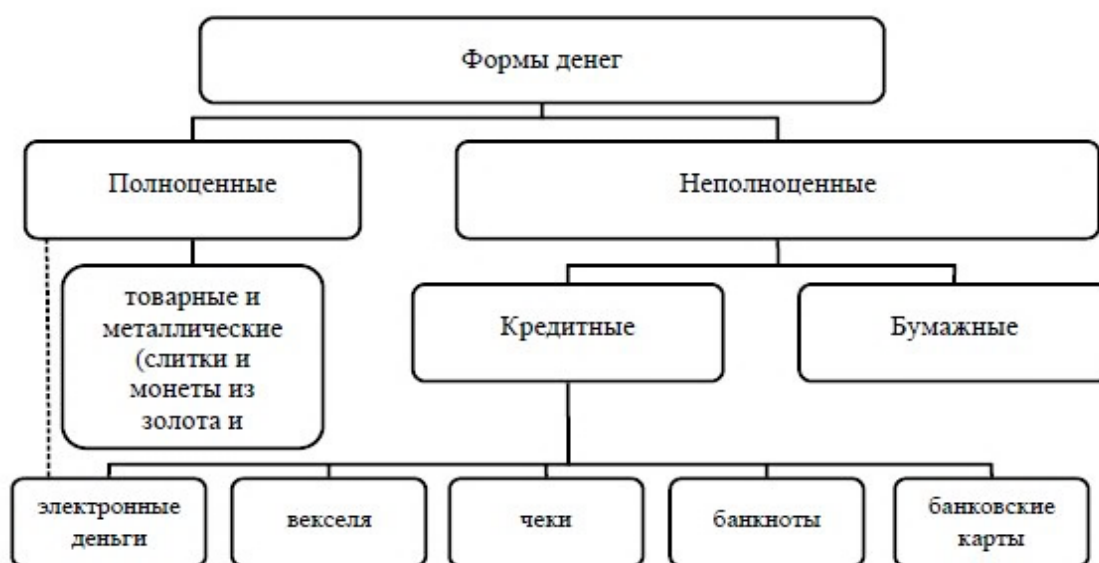 Формы денег
Полноценные
Неполноценные
товарные и
металлические
(слитки и
монеты из
золота и
Кредитные
Бумажные
электронные
деньги
векселя
чеки
банкноты
банковские
карты